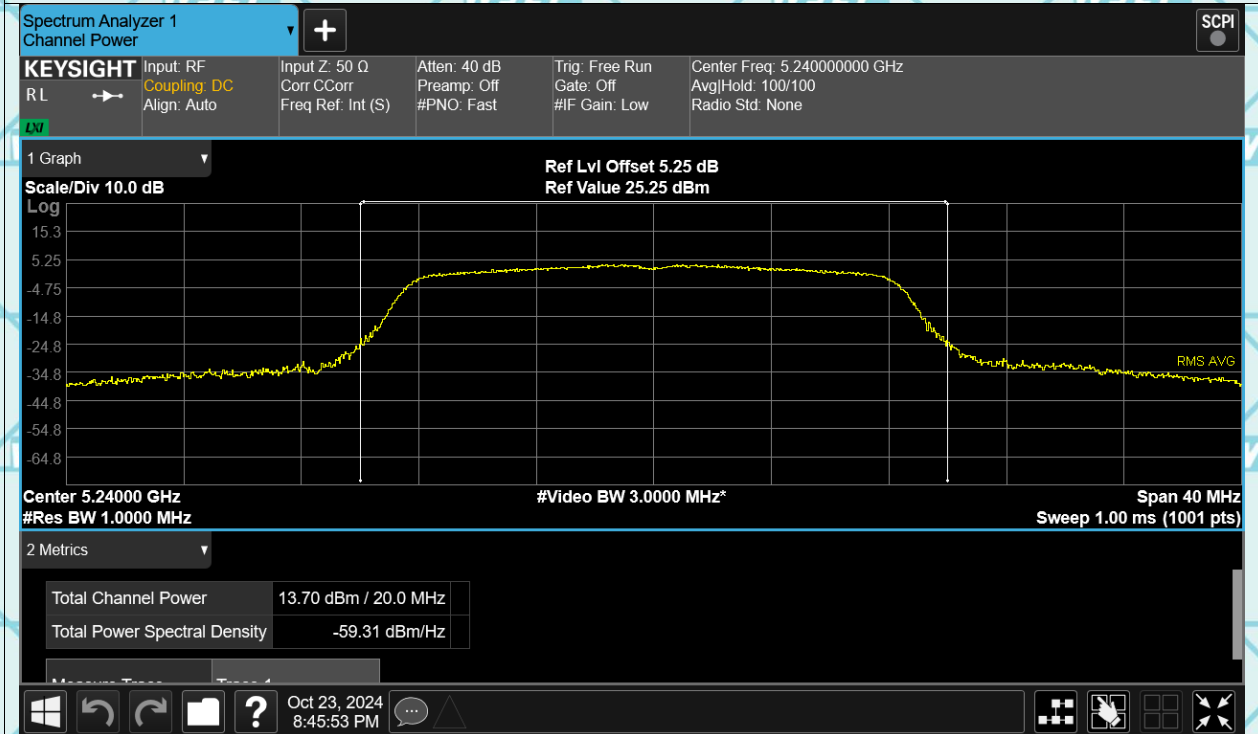 Spectrum Analyzer 1
Channel Power
SCPI
KEYSIGHT
R L
LXI
Input: RF
Coupling: DC
Align: Auto
Input Z: 50 Ω
Corr CCorr
Freq Ref: Int (S)
Atten: 40 dB
Preamp: Off
#PNO: Fast
Trig: Free Run
Gate: Off
#IF Gain: Low
Center Freq: 5.240000000 GHz
Avg|Hold: 100/100
Radio Std: None
1 Graph
Scale/Div 10.0 dB
Ref Lvl Offset 5.25 dB
Ref Value 25.25 dBm
Log
15.3
5.25
-4.75
-14.8
-24.8
-34.8
-44.8
-54.8
-64.8
RMS AVG
Center 5.24000 GHz
#Video BW 3.0000 MHz*
Span 40 MHz
#Res BW 1.0000 MHz
Sweep 1.00 ms (1001 pts)
2 Metrics
Total Channel Power 13.70 dBm / 20.0 MHz
Total Power Spectral Density -59.31 dBm/Hz
Oct 23, 2024
8:45:53 PM